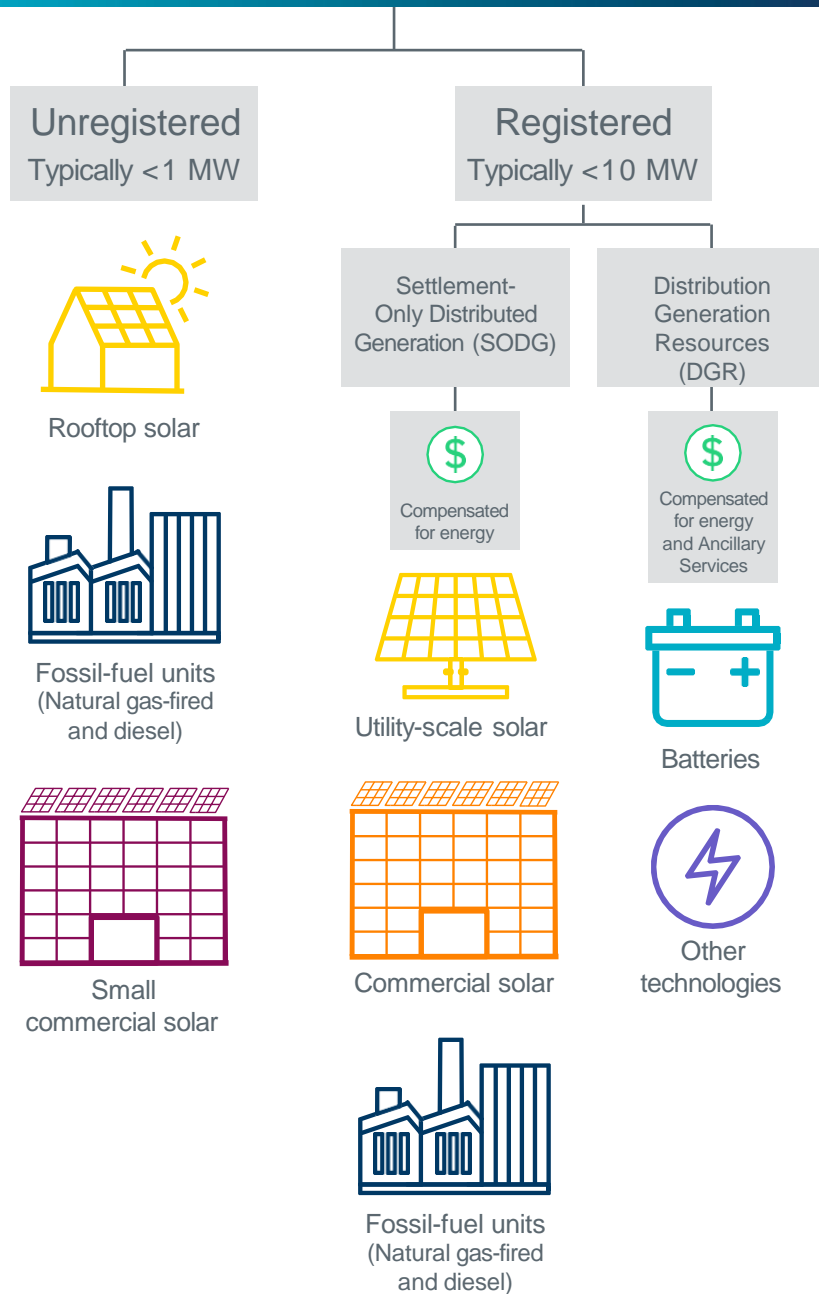 Unregistered
Typically <1 MW
Rooftop solar
Fossil-fuel units
(Natural gas-fired
and diesel)
Small
commercial solar
Registered
Typically <10 MW
Settlement-
Only Distributed
Generation (SODG)
$
Compensated
for energy
Utility-scale solar
Commercial solar
Fossil-fuel units
(Natural gas-fired
and diesel)
Distribution
Generation
Resources
(DGR)
$
Compensated
for energy
and Ancillary
Services
Batteries
Other
technologies